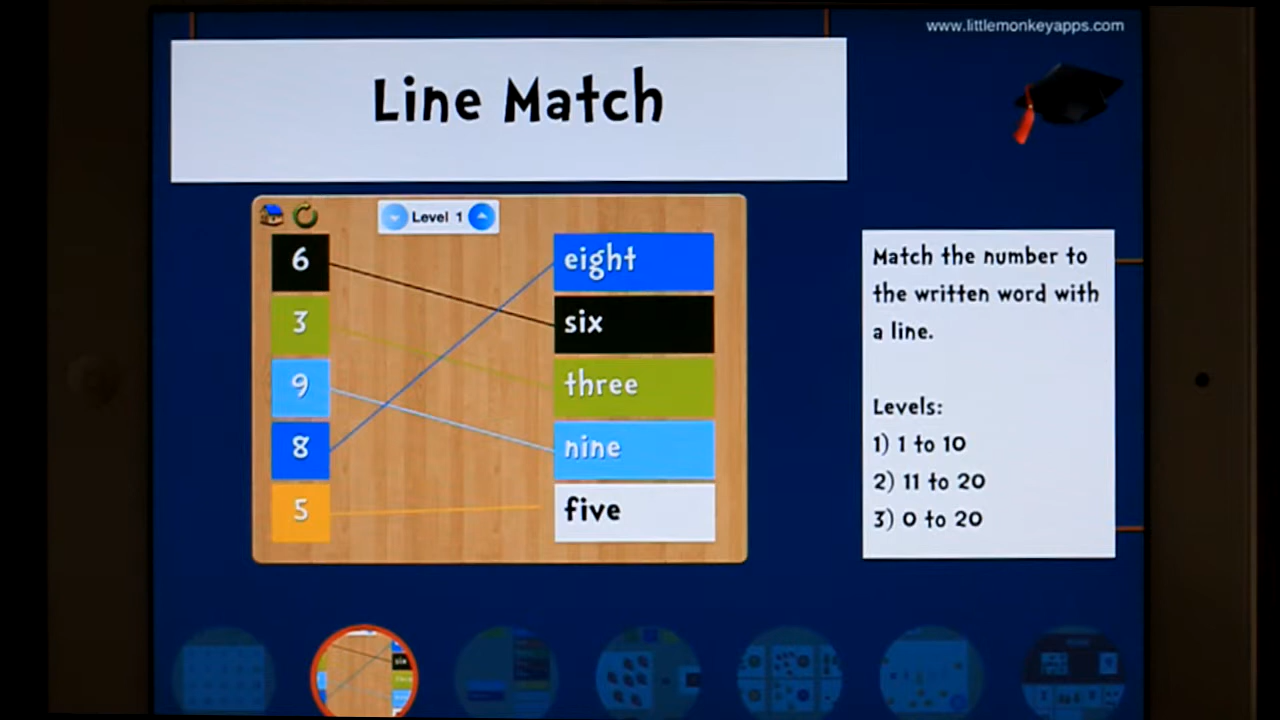 www.littlemonkeyapps.com
Line Match
Level 1
6
eight
3
six
9
three
8
nine
5
five
Match the number to
the written word with
a line.
Levels:
1) 1 to 10
2) 11 to 20
3) 0 to 20
six